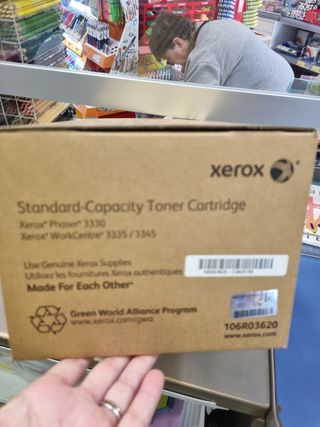 xerox
Standard-Capacity Toner Cartridge
Xerox® Phaser® 3330
Xerox® WorkCentre® 3335 / 3345
Use Genuine Xerox Supplies
Utilisez les fournitures Xerox authentiques
Made For Each Other®
Green World Alliance Program
www.xerox.com/gwa
106R03620
www.xerox.com